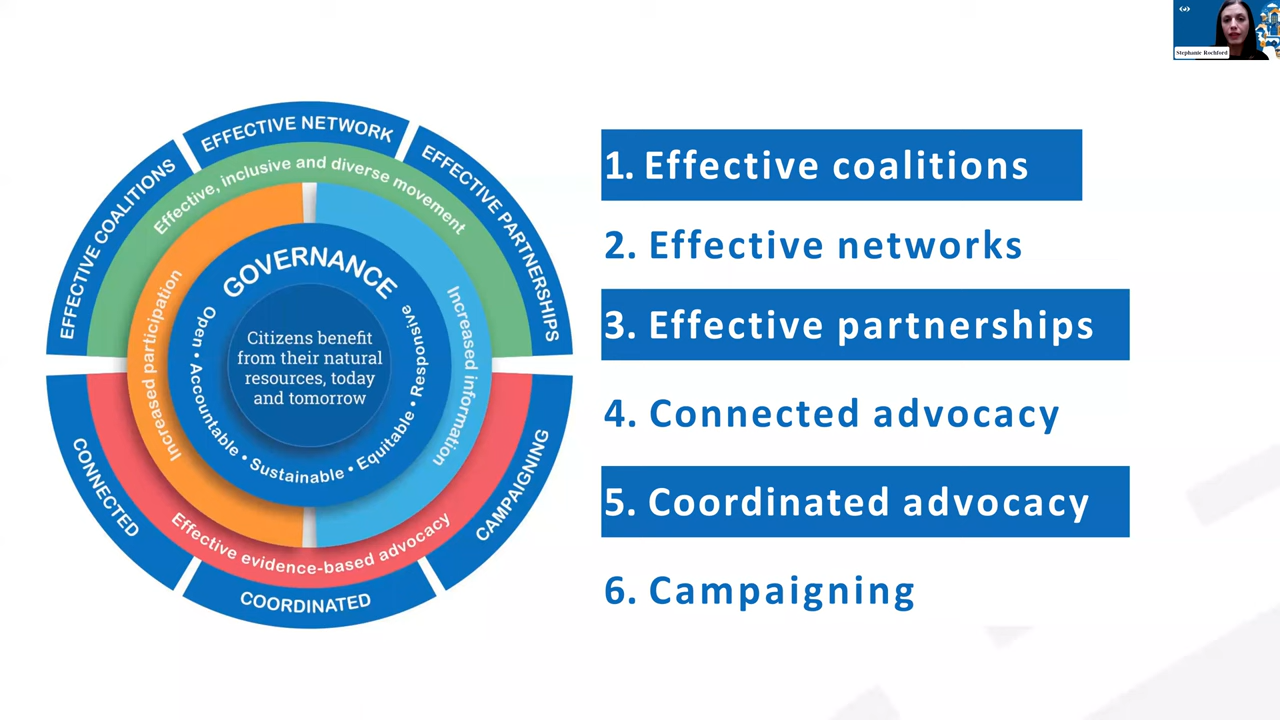 Stephanie Rochford
EFFECTIVE COALITIONS
EFFECTIVE NETWORK
EFFECTIVE PARTNERSHIPS
Effective, inclusive and diverse movement
Increased participation
Increased information
GOVERNANCE
Open • Accountable • Sustainable • Equitable • Responsive
Citizens benefit
from their natural
resources, today
and tomorrow
Effective evidence-based advocacy
CONNECTED
COORDINATED
CAMPAIGNING
1. Effective coalitions
2. Effective networks
3. Effective partnerships
4. Connected advocacy
5. Coordinated advocacy
6. Campaigning